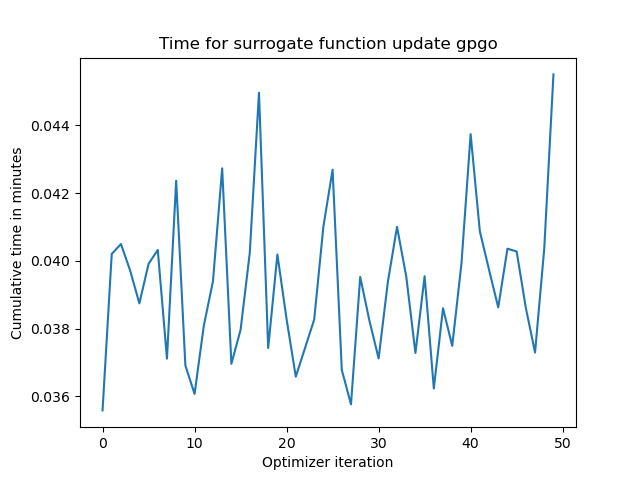 Time for surrogate function update gpgo
Cumulative time in minutes
0.044
0.042
0.040
0.038
0.036
0 10 20 30 40 50
Optimizer iteration